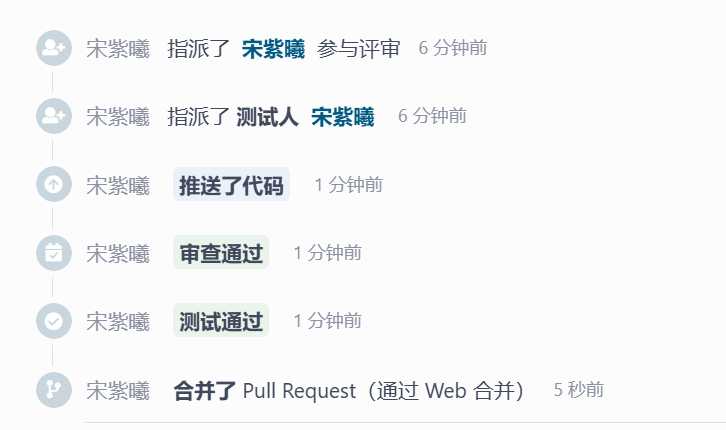 宋紫曦 指派了 宋紫曦 参与评审 6 分钟前
宋紫曦 指派了 测试人 宋紫曦 6 分钟前
宋紫曦 推送了代码 1 分钟前
宋紫曦 审查通过 1 分钟前
宋紫曦 测试通过 1 分钟前
宋紫曦 合并了 Pull Request（通过 Web 合并） 5 秒前